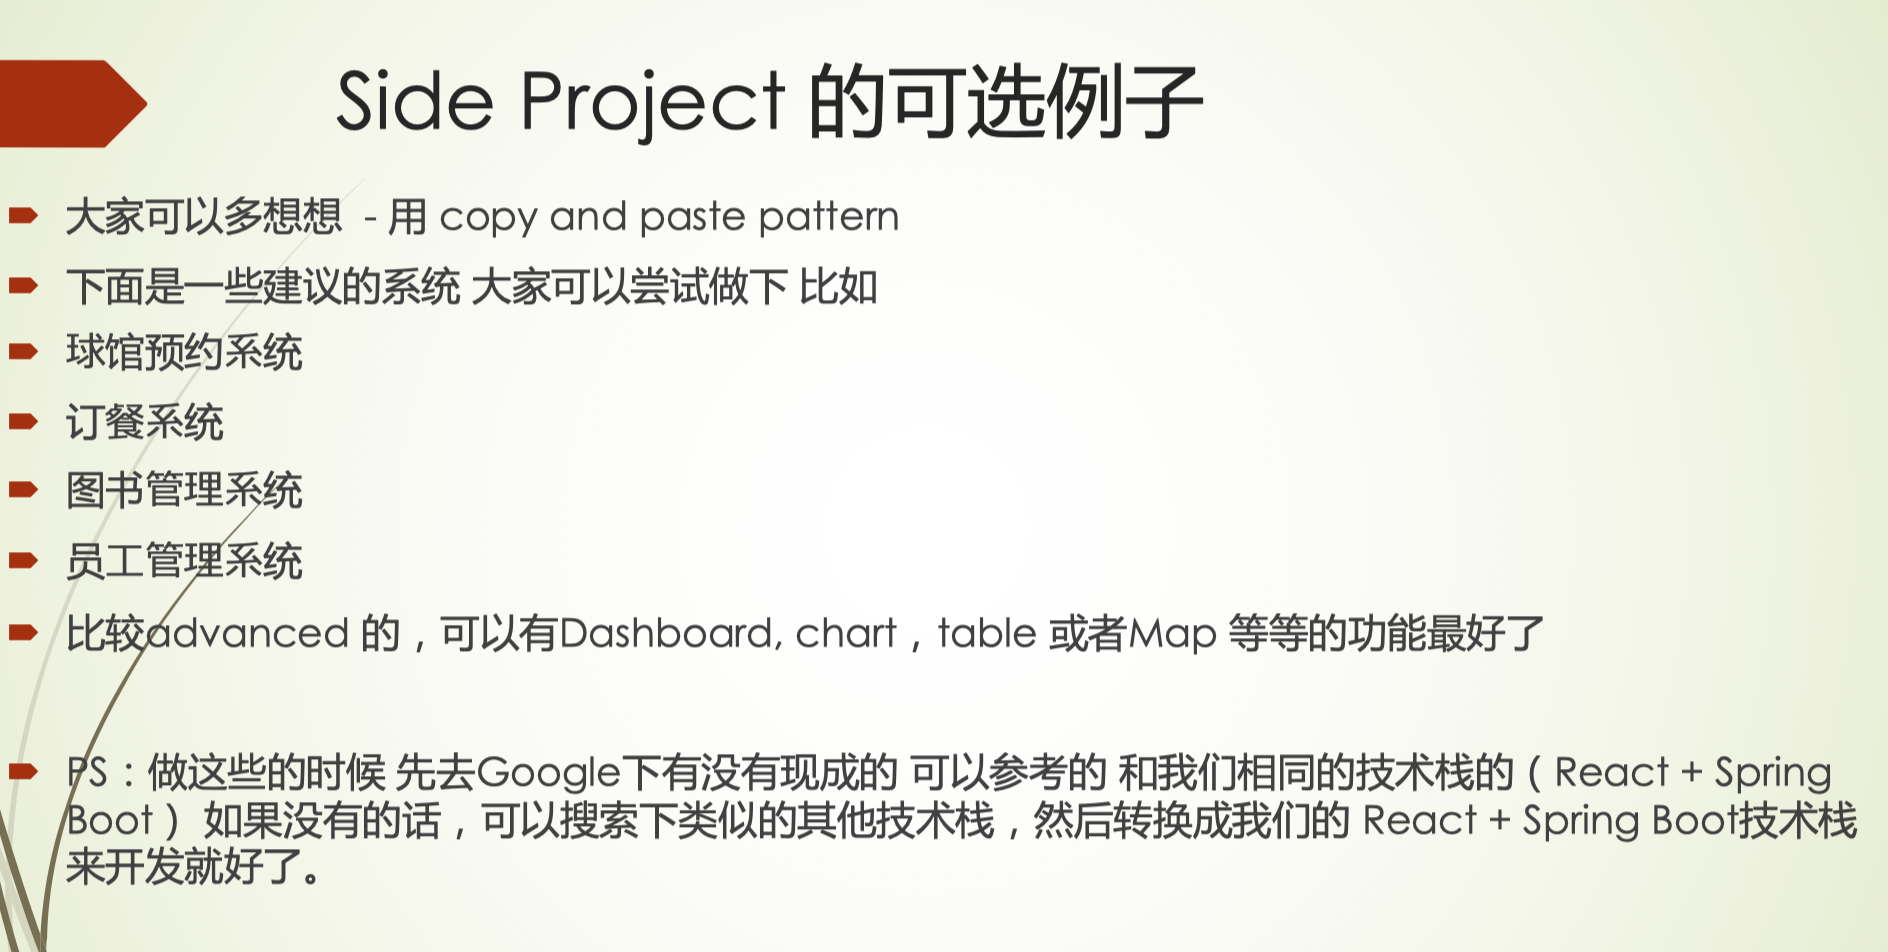 Side Project 的可选例子
大家可以多想想 - 用 copy and paste pattern
下面是一些建议的系统 大家可以尝试做下 比如
球馆预约系统
订餐系统
图书管理系统
员工管理系统
比较advanced 的，可以有Dashboard, chart，table 或者Map 等等的功能最好了
PS：做这些的时候 先去Google下有没有现成的 可以参考的 和我们相同的技术栈的（React + Spring
Boot） 如果没有的话，可以搜索下类似的其他技术栈，然后转换成我们的 React + Spring Boot技术栈
来开发就好了。